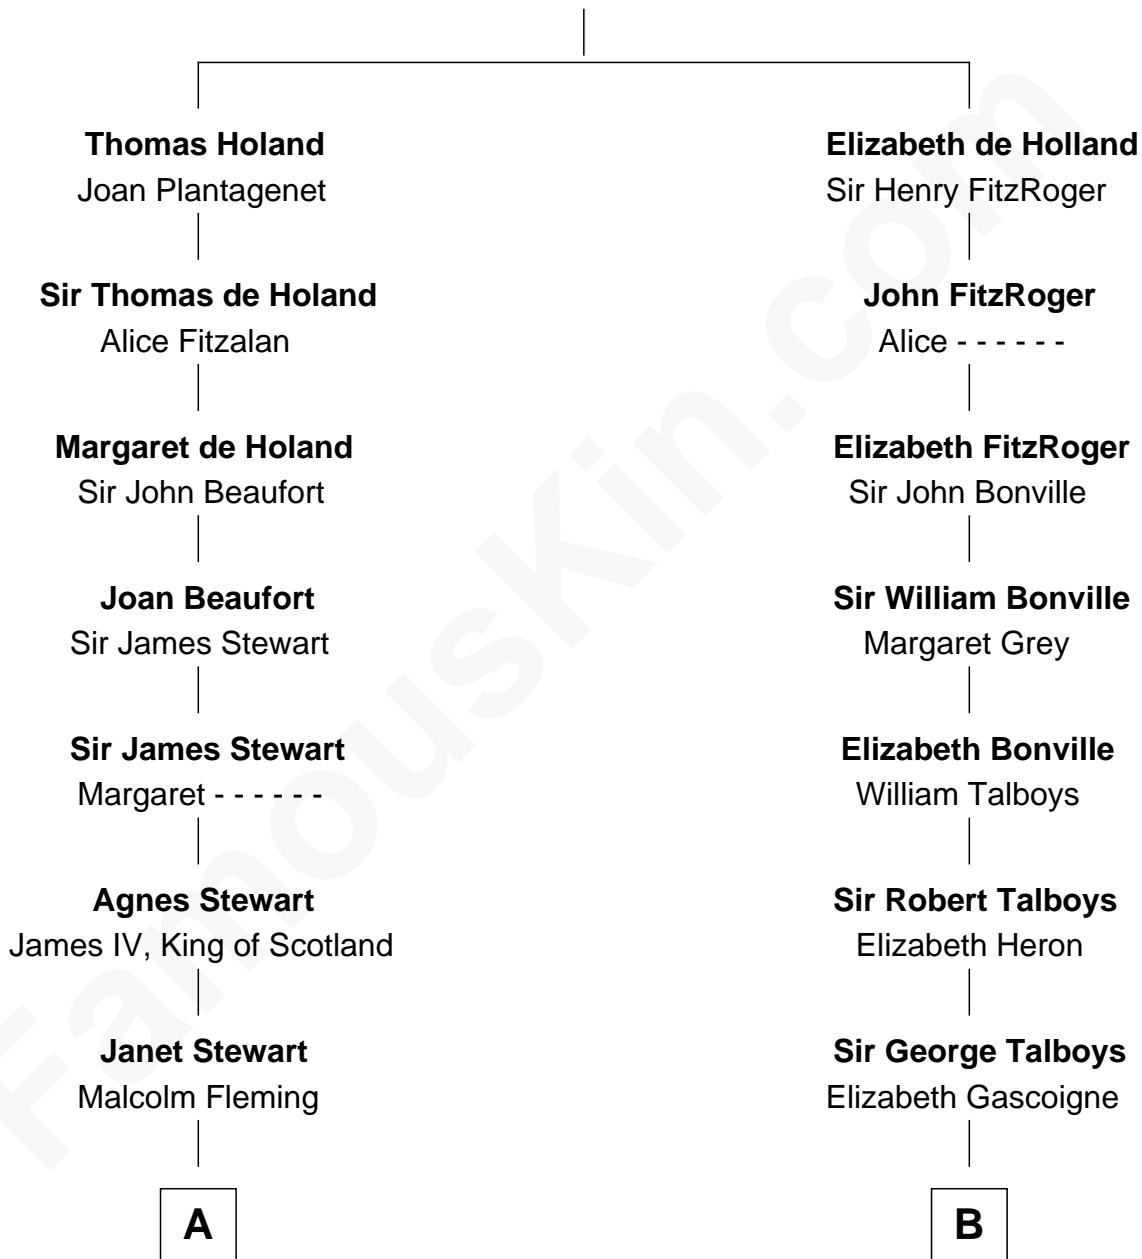 Thomas Holand
Joan Plantagenet
Sir Thomas de Holand
Alice Fitzalan
Margaret de Holand
Sir John Beaufort
Joan Beaufort
Sir James Stewart
Sir James Stewart
Margaret - - - - - -
Agnes Stewart
James IV, King of Scotland
Janet Stewart
Malcolm Fleming
A
Elizabeth de Holland
Sir Henry FitzRoger
John FitzRoger
Alice - - - - - -
Elizabeth FitzRoger
Sir John Bonville
Sir William Bonville
Margaret Grey
Elizabeth Bonville
William Talboys
Sir Robert Talboys
Elizabeth Heron
Sir George Talboys
Elizabeth Gascoigne
B
FamousKin.com